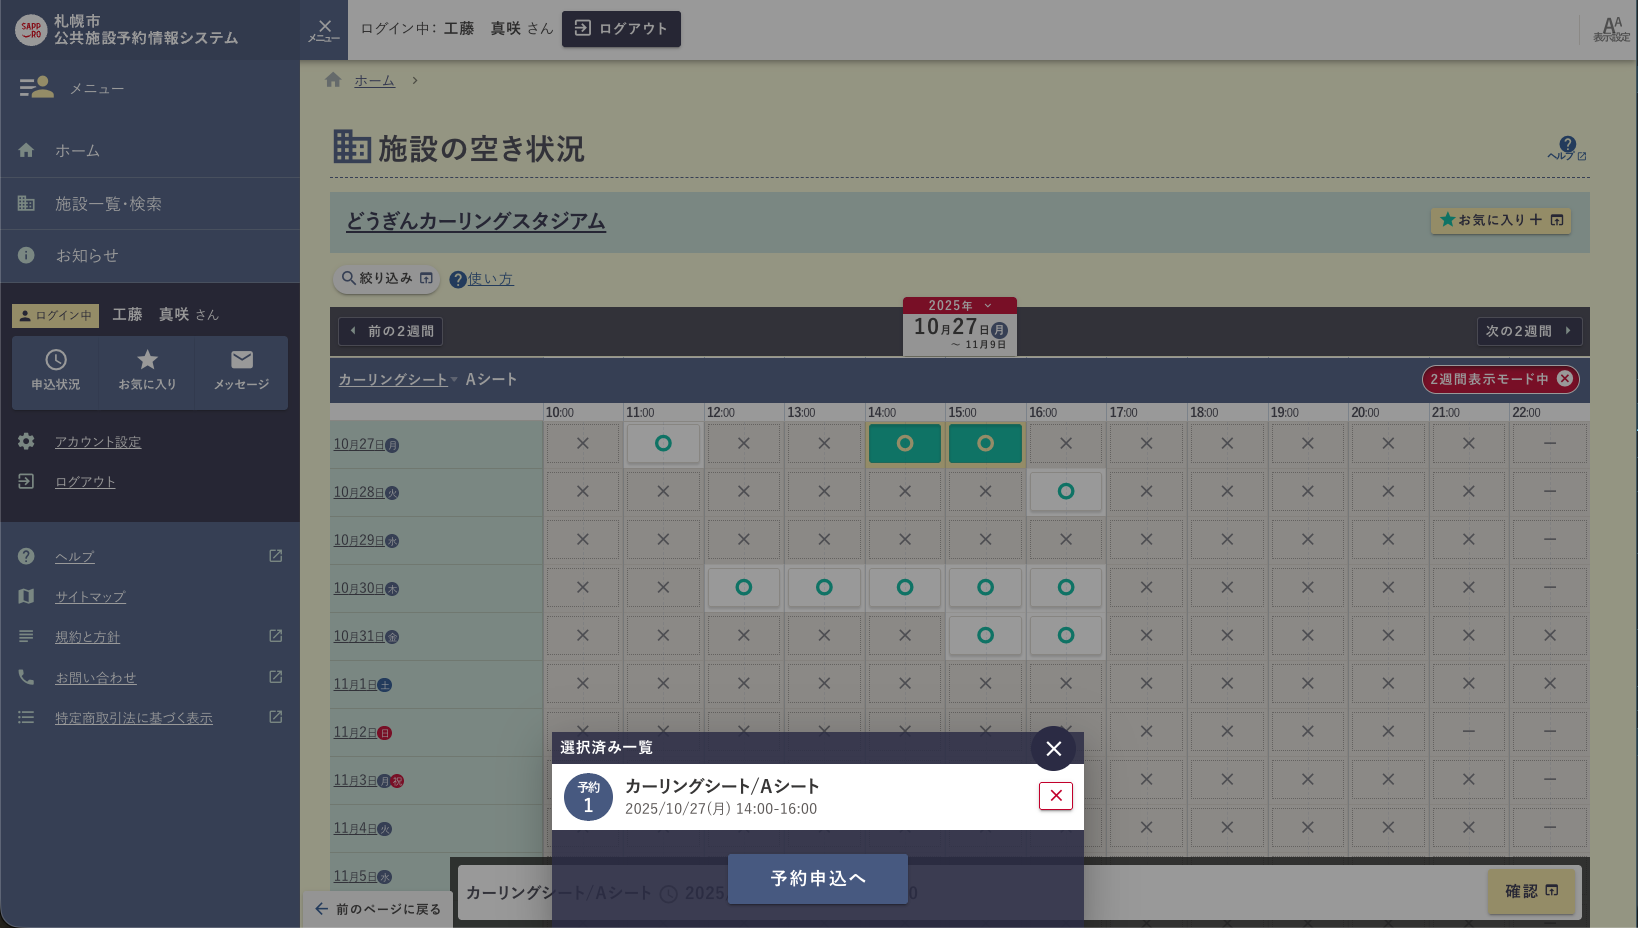 SAPP
RO
札幌市
公共施設予約情報システム
メニュー
ログイン中: 工藤　真咲 さん
ログアウト
AA
表示設定
メニュー
ホーム
施設一覧・検索
お知らせ
ログイン中 工藤　真咲 さん
申込状況 お気に入り メッセージ
アカウント設定
ログアウト
ヘルプ
サイトマップ
規約と方針
お問い合わせ
特定商取引法に基づく表示
ホーム
施設の空き状況
ヘルプ
どうぎんカーリングスタジアム
お気に入り
絞り込み 使い方
前の2週間
2025年
10月27日月
～ 11月9日
次の2週間
カーリングシート Aシート
2週間表示モード中
10:00 11:00 12:00 13:00 14:00 15:00 16:00 17:00 18:00 19:00 20:00 21:00 22:00
10月27日月
10月28日火
10月29日水
10月30日木
10月31日金
11月1日土
11月2日日
11月3日月祝
11月4日火
11月5日水
選択済み一覧
予約
1
カーリングシート/Aシート
2025/10/27(月) 14:00-16:00
予約申込へ
カーリングシート/Aシート 2025
確認
前のページに戻る